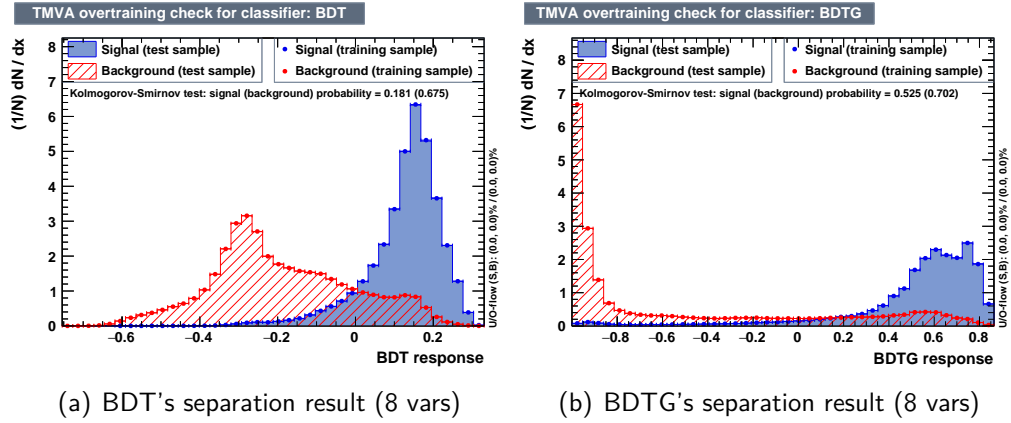 TMVA overtraining check for classifier: BDT
Signal (test sample)
Background (test sample)
Signal (training sample)
Background (training sample)
Kolmogorov-Smirnov test: signal (background) probability = 0.181 (0.675)
(1/N) dN / dx
8
7
6
5
4
3
2
1
0
−0.6
−0.4
−0.2
0
0.2
BDT response
U/O-flow (S,B): (0.0, 0.0)% / (0.0, 0.0)%
(a) BDT's separation result (8 vars)
TMVA overtraining check for classifier: BDTG
Signal (test sample)
Background (test sample)
Signal (training sample)
Background (training sample)
Kolmogorov-Smirnov test: signal (background) probability = 0.525 (0.702)
(1/N) dN / dx
8
7
6
5
4
3
2
1
0
−0.8
−0.6
−0.4
−0.2
0
0.2
0.4
0.6
0.8
BDTG response
U/O-flow (S,B): (0.0, 0.0)% / (0.0, 0.0)%
(b) BDTG's separation result (8 vars)